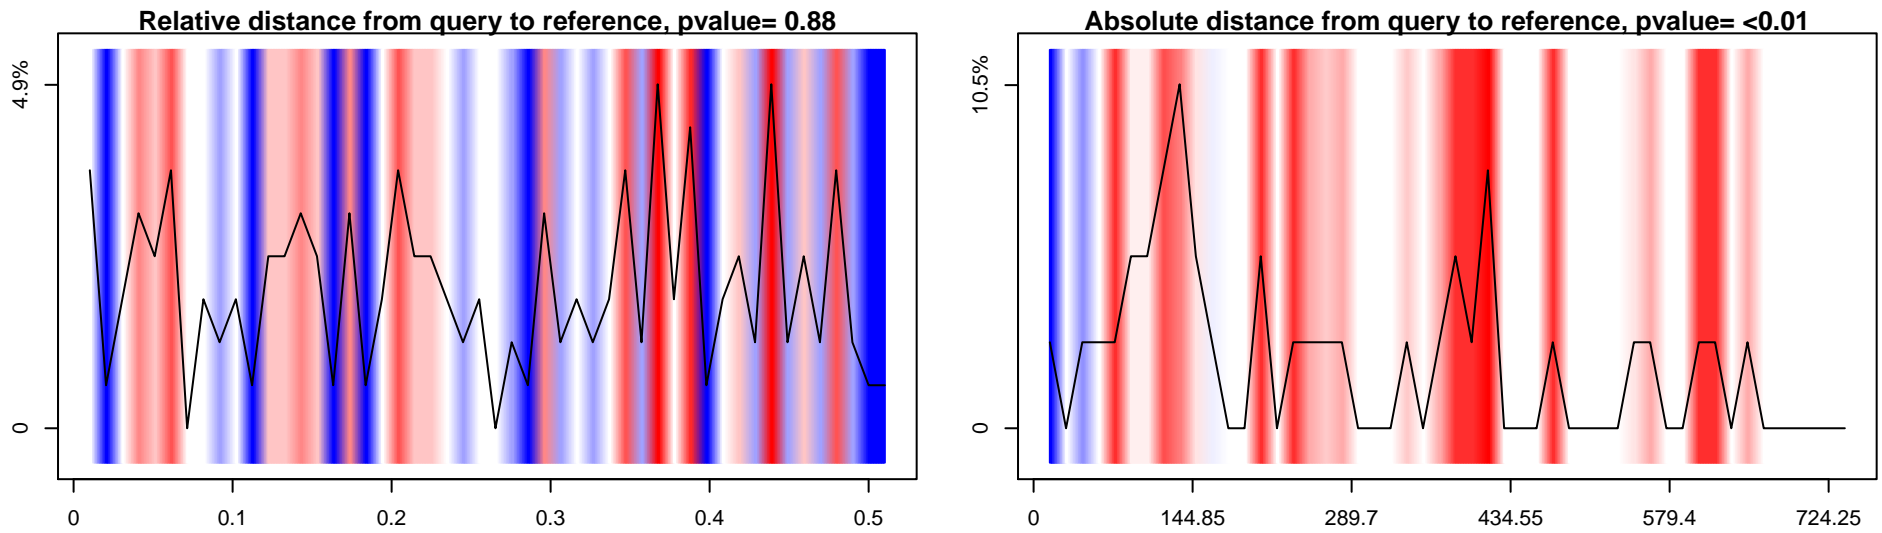 Relative distance from query to reference, pvalue= 0.88
4.9%
0
0 0.1 0.2 0.3 0.4 0.5
Absolute distance from query to reference, pvalue= <0.01
10.5%
0
0 144.85 289.7 434.55 579.4 724.25